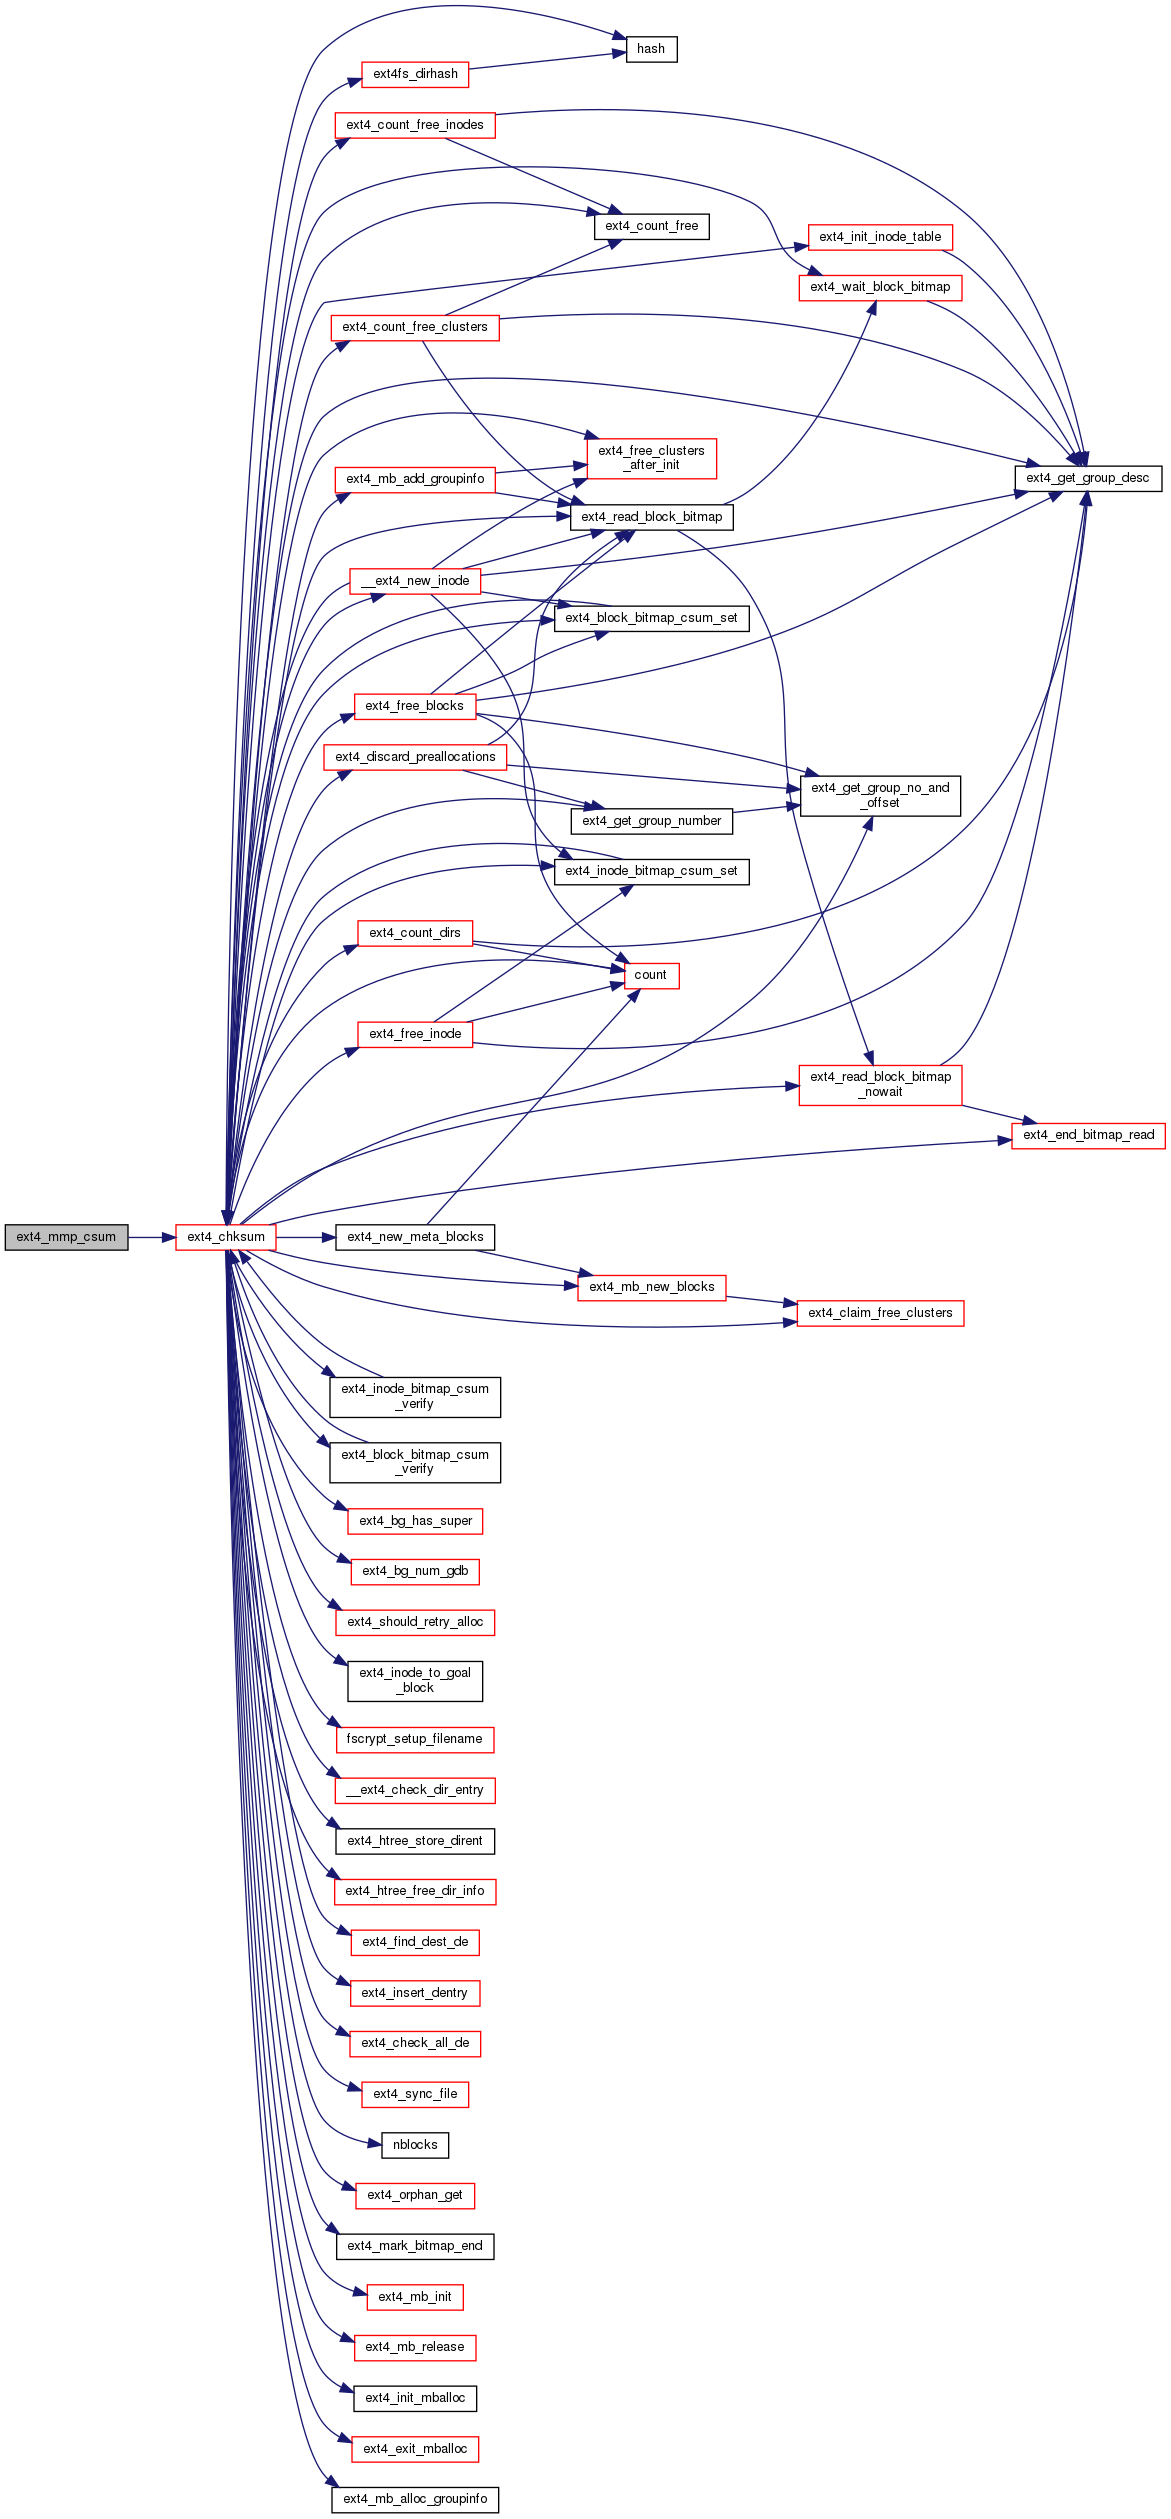 hash
ext4fs_dirhash
ext4_count_free_inodes
ext4_count_free
ext4_init_inode_table
ext4_wait_block_bitmap
ext4_count_free_clusters
ext4_free_clusters
_after_init
ext4_mb_add_groupinfo
ext4_get_group_desc
ext4_read_block_bitmap
__ext4_new_inode
ext4_block_bitmap_csum_set
ext4_free_blocks
ext4_discard_preallocations
ext4_get_group_no_and
_offset
ext4_get_group_number
ext4_inode_bitmap_csum_set
ext4_count_dirs
count
ext4_free_inode
ext4_read_block_bitmap
_nowait
ext4_end_bitmap_read
ext4_mmp_csum
ext4_chksum
ext4_new_meta_blocks
ext4_mb_new_blocks
ext4_claim_free_clusters
ext4_inode_bitmap_csum
_verify
ext4_block_bitmap_csum
_verify
ext4_bg_has_super
ext4_bg_num_gdb
ext4_should_retry_alloc
ext4_inode_to_goal
_block
fscrypt_setup_filename
__ext4_check_dir_entry
ext4_htree_store_dirent
ext4_htree_free_dir_info
ext4_find_dest_de
ext4_insert_dentry
ext4_check_all_de
ext4_sync_file
nblocks
ext4_orphan_get
ext4_mark_bitmap_end
ext4_mb_init
ext4_mb_release
ext4_init_mballoc
ext4_exit_mballoc
ext4_mb_alloc_groupinfo